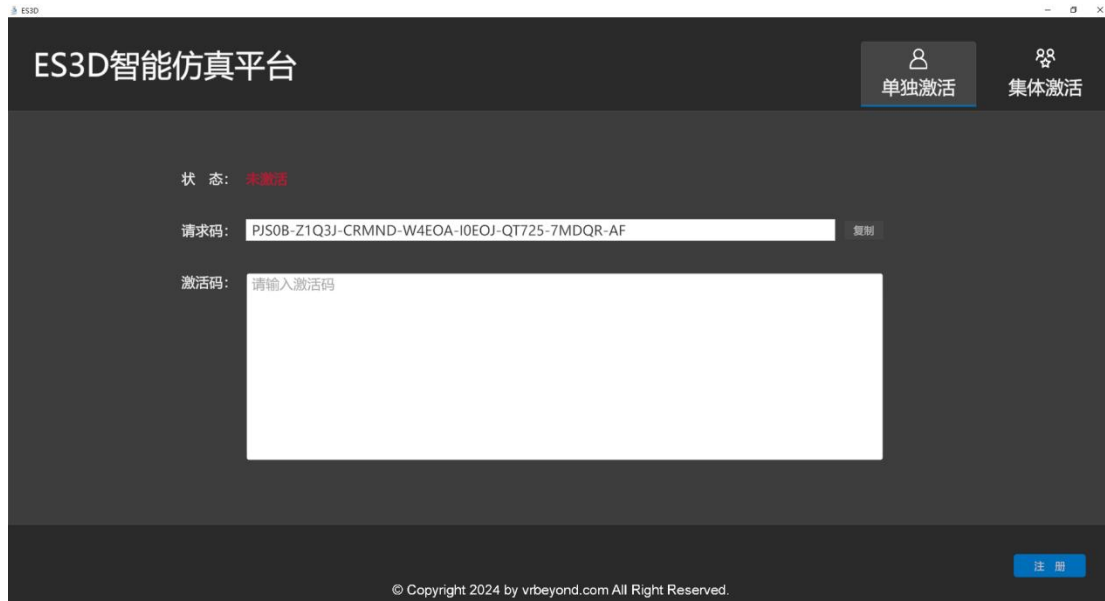 ES3D
ES3D智能仿真平台
单独激活
集体激活
状 态：
未激活
请求码：
PJS0B-Z1Q3J-CRMND-W4EOA-I0EOJ-QT725-7MDQR-AF
复制
激活码：
请输入激活码
注 册
© Copyright 2024 by vrbeyond.com All Right Reserved.